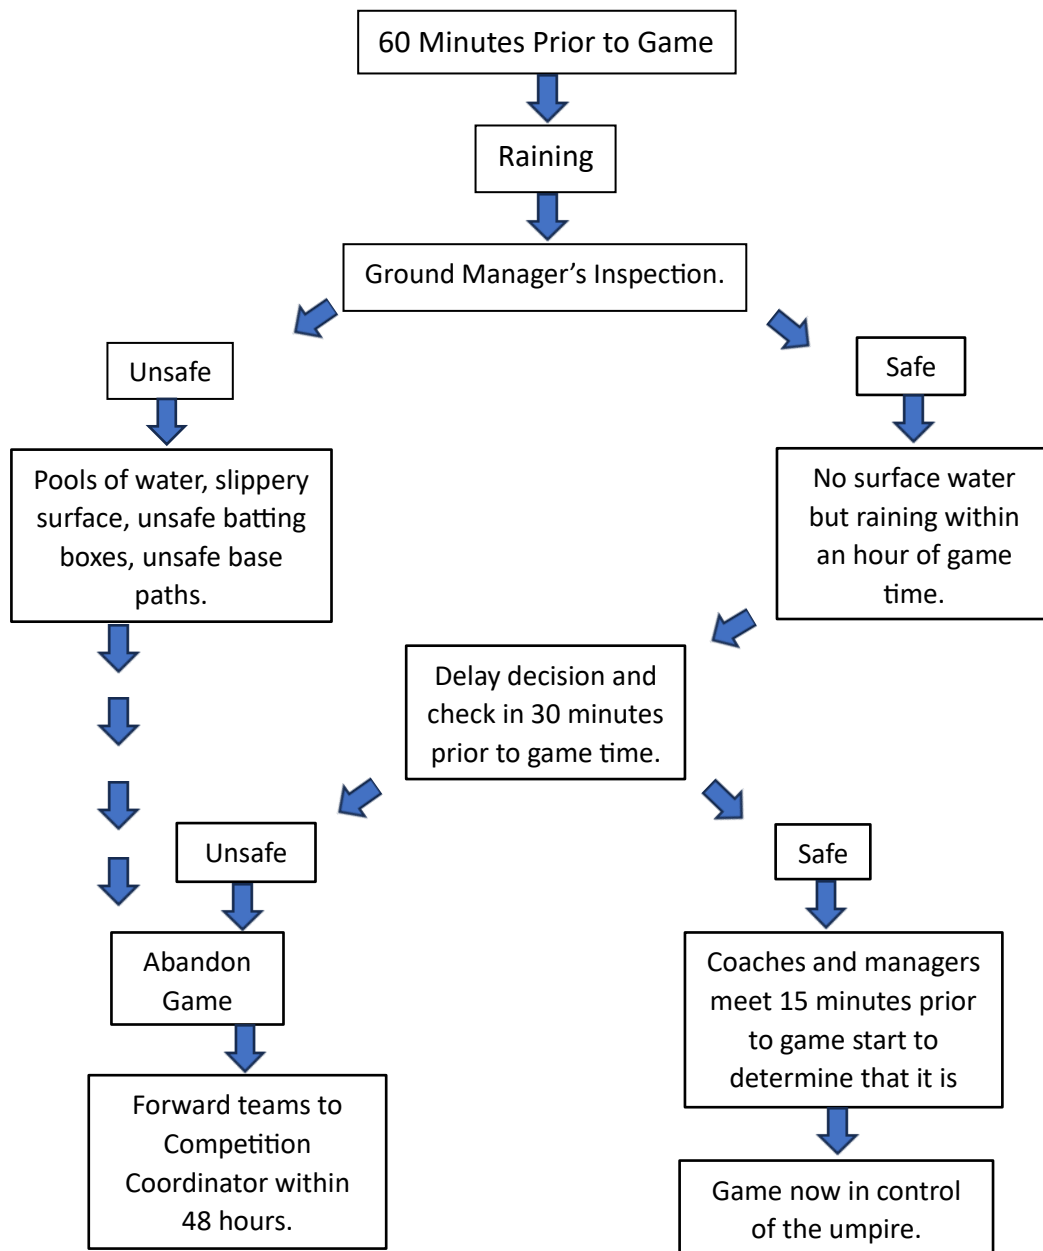 60 Minutes Prior to Game
Raining
Ground Manager’s Inspection.
Unsafe
Safe
Pools of water, slippery
surface, unsafe batting
boxes, unsafe base
paths.
No surface water
but raining within
an hour of game
time.
Delay decision and
check in 30 minutes
prior to game time.
Unsafe
Safe
Abandon
Game
Coaches and managers
meet 15 minutes prior
to game start to
determine that it is
Forward teams to
Competition
Coordinator within
48 hours.
Game now in control
of the umpire.